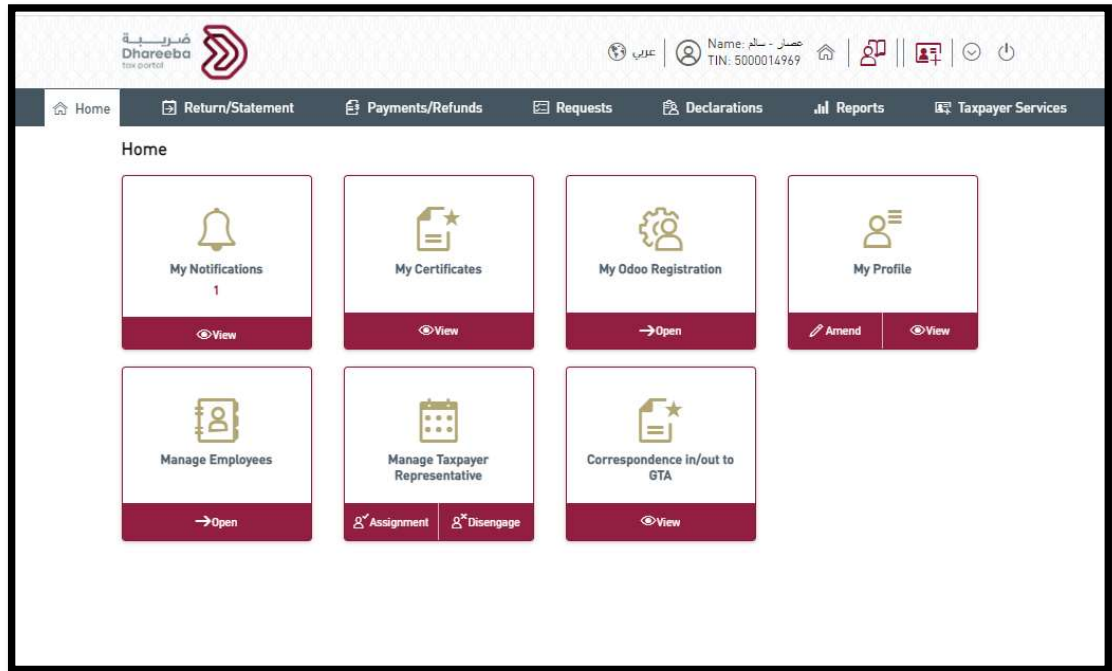 ضريبة
Dhareeba
tax portal
عربي
Name: عصار - سالم
TIN: 5000014969
Home
Return/Statement
Payments/Refunds
Requests
Declarations
Reports
Taxpayer Services
Home
My Notifications
1
View
My Certificates
View
My Odoo Registration
Open
My Profile
Amend
View
Manage Employees
Open
Manage Taxpayer
Representative
Assignment
Disengage
Correspondence in/out to
GTA
View